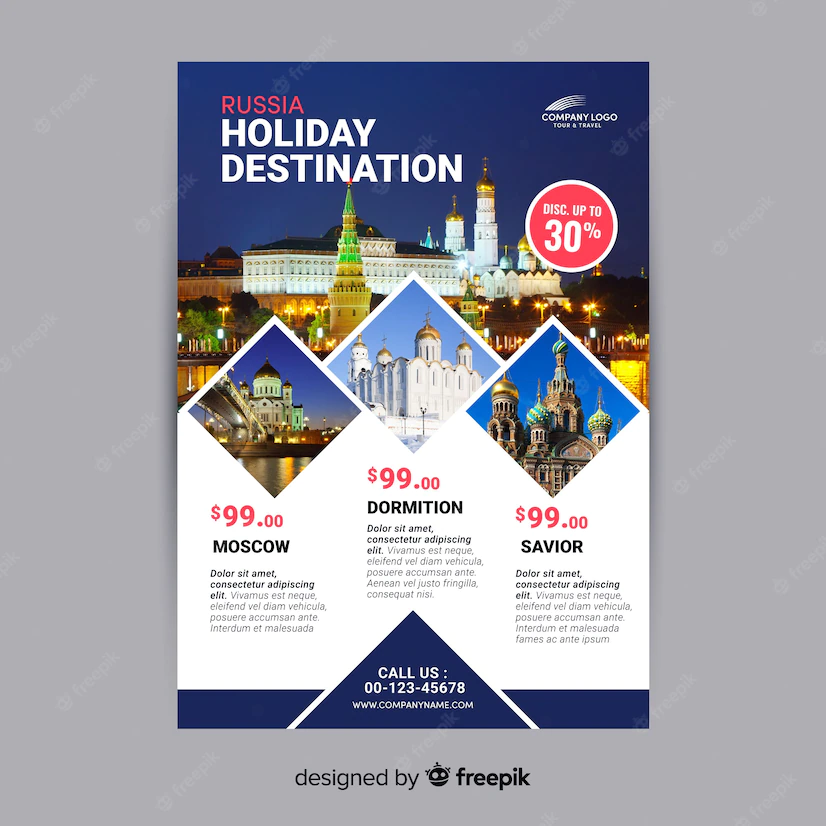 RUSSIA
HOLIDAY
DESTINATION
COMPANY LOGO
TOUR & TRAVEL
DISC. UP TO
30%
$99.00
MOSCOW
Dolor sit amet,
consectetur adipiscing
elit. Vivamus est neque,
eleifend vel diam vehicula,
posuere accumsan ante.
Interdum et malesuada
$99.00
DORMITION
Dolor sit amet,
consectetur adipiscing
elit. Vivamus est neque,
eleifend vel diam vehicula,
posuere accumsan ante.
Aenean vel justo fringilla,
consequat nisi.
$99.00
SAVIOR
Dolor sit amet,
consectetur adipiscing
elit. Vivamus est neque,
eleifend vel diam vehicula,
posuere accumsan ante.
Interdum et malesuada
fames ac ante ipsum
CALL US :
00-123-45678
WWW.COMPANYNAME.COM
designed by freepik